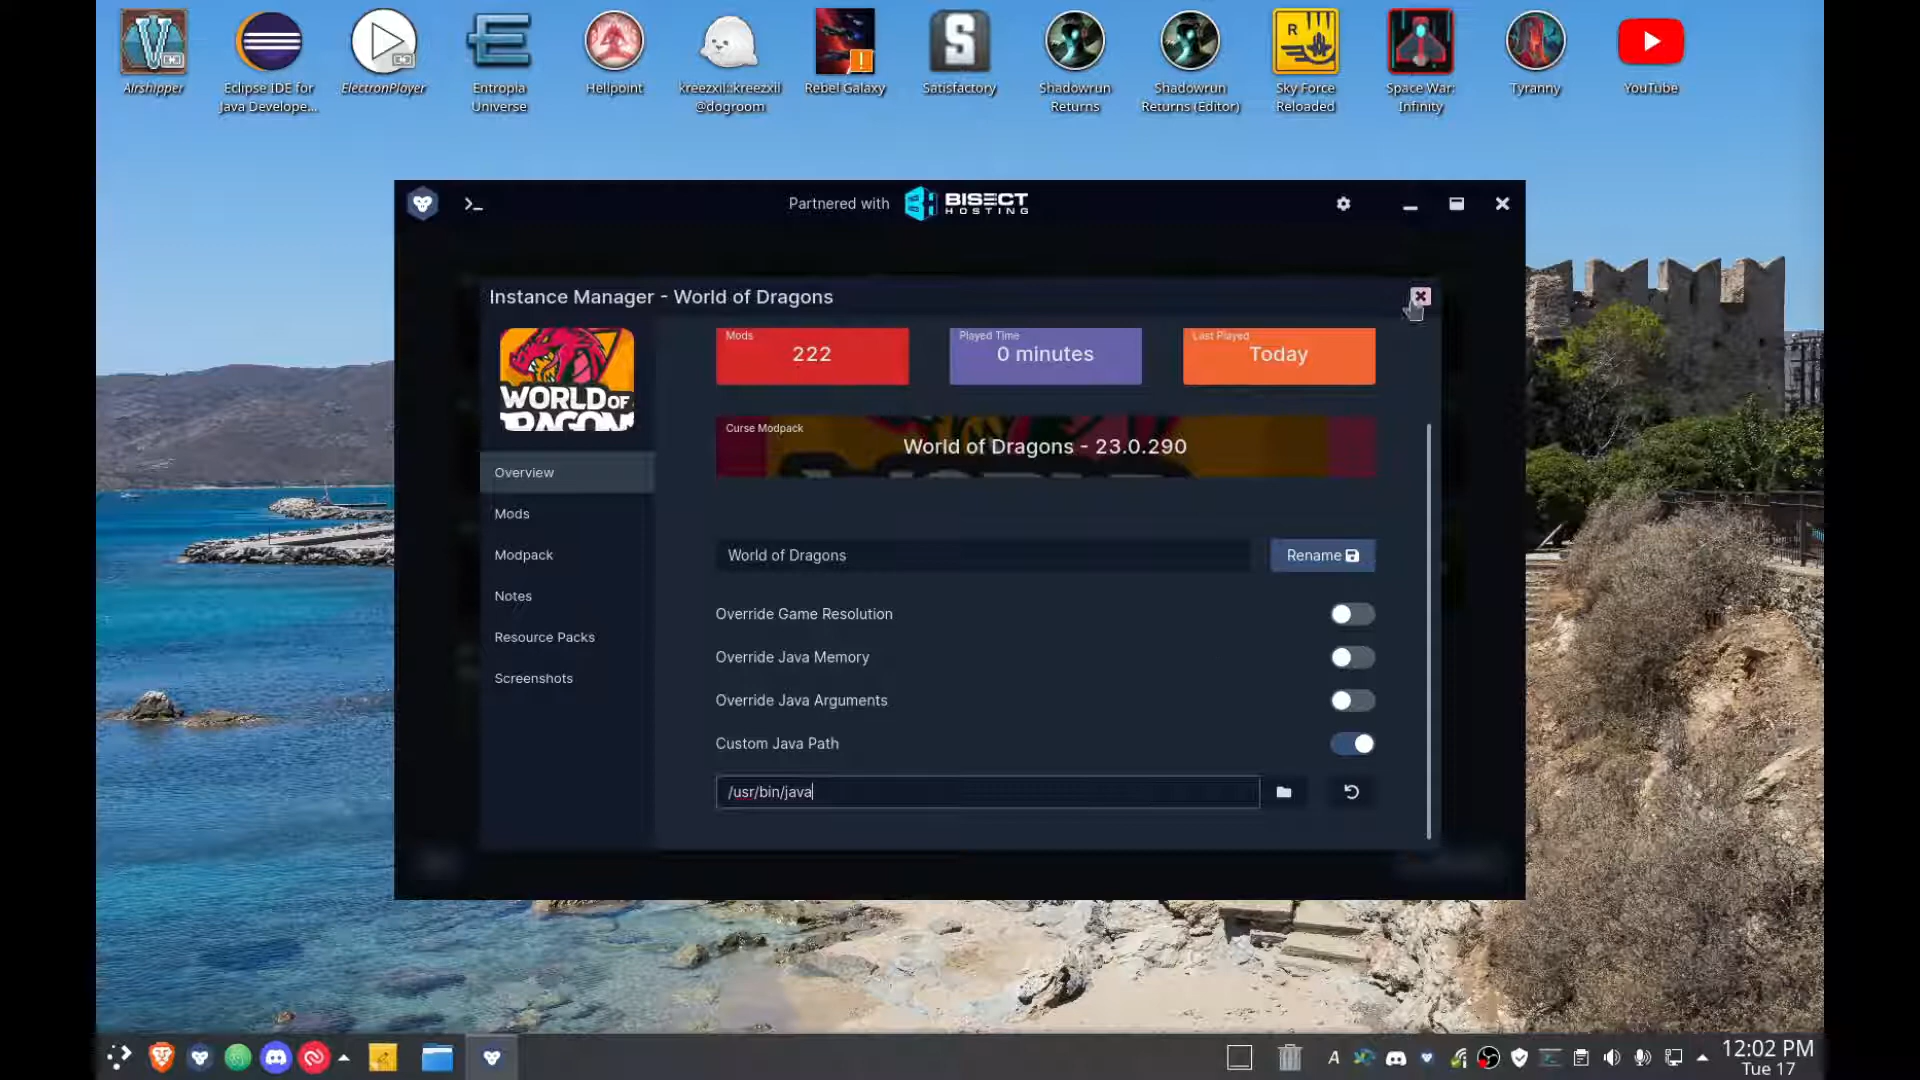 Airshipper
Eclipse IDE for
Java Develope...
ElectronPlayer
Entropia
Universe
Hellpoint
kreezxil::kreezxil
@dogroom
Rebel Galaxy
Satisfactory
Shadowrun
Returns
Shadowrun
Returns (Editor)
Sky Force
Reloaded
Space War:
Infinity
Tyranny
YouTube
Partnered with
BISECT
HOSTING
Instance Manager - World of Dragons
WORLD OF
DRAGONS
Mods
222
Played Time
0 minutes
Last Played
Today
Curse Modpack
World of Dragons - 23.0.290
Overview
Mods
Modpack
Notes
Resource Packs
Screenshots
World of Dragons
Rename
Override Game Resolution
Override Java Memory
Override Java Arguments
Custom Java Path
/usr/bin/java
12:02 PM
Tue 17